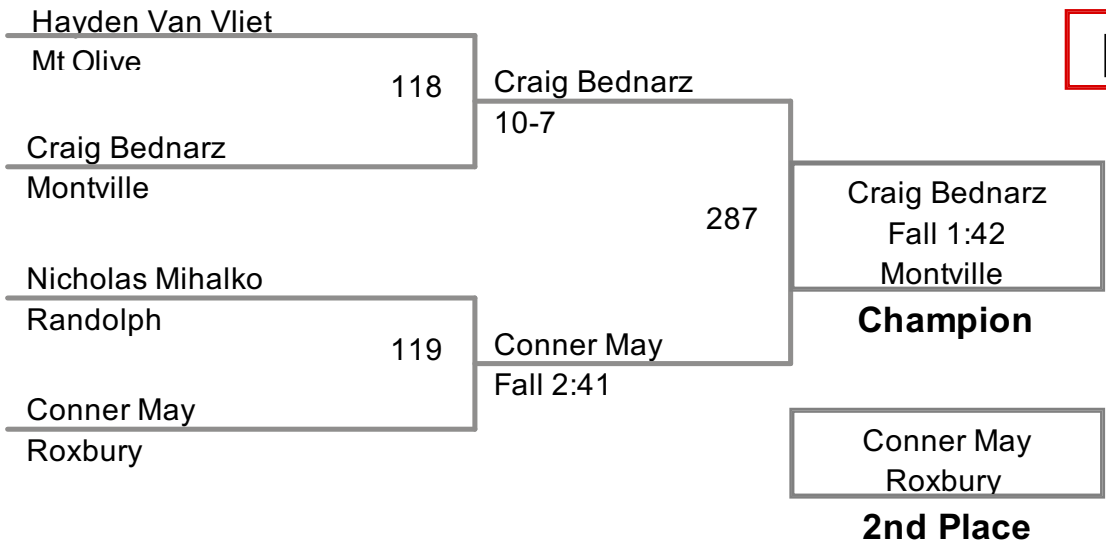 Hayden Van Vliet
Mt Olive
118
Craig Bednarz
10-7
Craig Bednarz
Montville
287
Craig Bednarz
Fall 1:42
Montville
Champion
Nicholas Mihalko
Randolph
119
Conner May
Fall 2:41
Conner May
Roxbury
Conner May
Roxbury
2nd Place